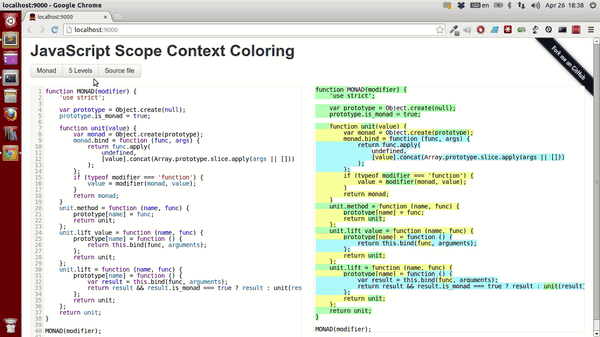 localhost:9000 - Google Chrome
en
Apr 26 18:38
localhost:9000
localhost:9000
JavaScript Scope Context Coloring
Fork me on GitHub
Monad
5 Levels
Source file
1 function MONAD(modifier) {
2 'use strict';
3
4 var prototype = Object.create(null);
5 prototype.is_monad = true;
6
7 function unit(value) {
8 var monad = Object.create(prototype);
9 monad.bind = function (func, args) {
10 return func.apply(
11 undefined,
12 [value].concat(Array.prototype.slice.apply(args || []))
13 );
14 };
15 if (typeof modifier === 'function') {
16 value = modifier(monad, value);
17 }
18 return monad;
19 }
20 unit.method = function (name, func) {
21 prototype[name] = func;
22 return unit;
23 };
24 unit.lift_value = function (name, func) {
25 prototype[name] = function () {
26 return this.bind(func, arguments);
27 };
28 return unit;
29 };
30 unit.lift = function (name, func) {
31 prototype[name] = function () {
32 var result = this.bind(func, arguments);
33 return result && result.is_monad === true ? result : unit(res
34 };
35 return unit;
36 };
37 return unit;
38 }
39
40 MONAD(modifier);
function MONAD(modifier) {
'use strict';
var prototype = Object.create(null);
prototype.is_monad = true;
function unit(value) {
var monad = Object.create(prototype);
monad.bind = function (func, args) {
return func.apply(
undefined,
[value].concat(Array.prototype.slice.apply(args || []))
);
};
if (typeof modifier === 'function') {
value = modifier(monad, value);
}
return monad;
}
unit.method = function (name, func) {
prototype[name] = func;
return unit;
};
unit.lift_value = function (name, func) {
prototype[name] = function () {
return this.bind(func, arguments);
};
return unit;
};
unit.lift = function (name, func) {
prototype[name] = function () {
var result = this.bind(func, arguments);
return result && result.is_monad === true ? result : unit(result
};
return unit;
};
return unit;
}
MONAD(modifier);